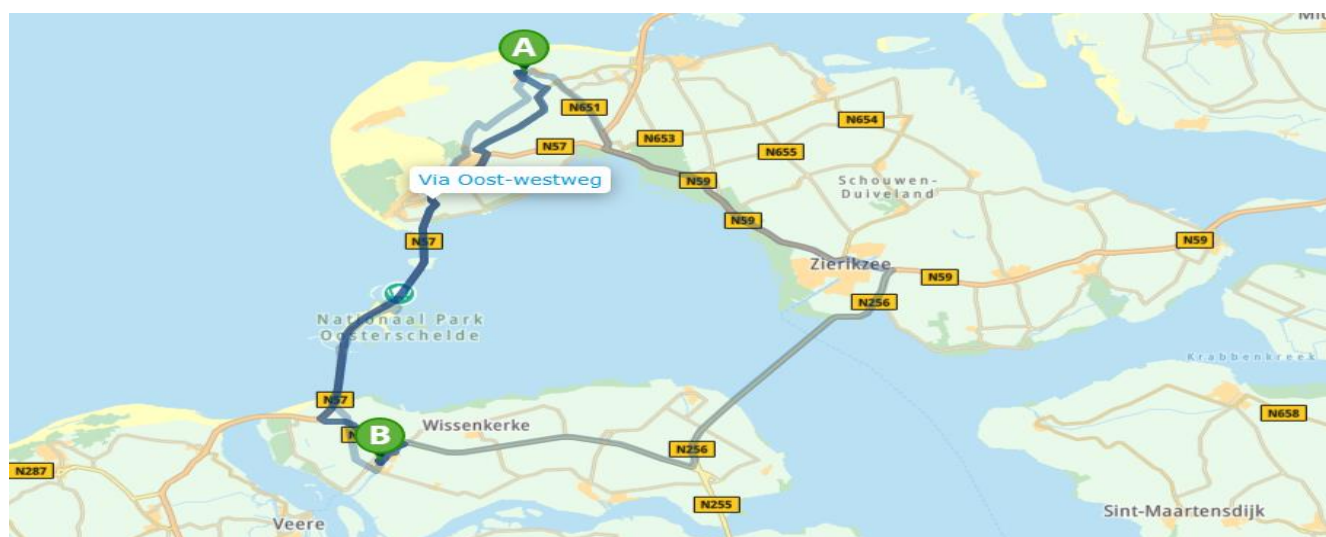 A
N651
N654
N653
N57
N655
Via Oost-westweg
N59
Schouwen-
Duiveland
N59
N57
N59
Zierikzee
N59
N256
Nationaal Park
Oosterschelde
Krabbenkreek
N57
N658
Wissenkerke
B
N256
N287
N255
Veere
Sint-Maartensdijk